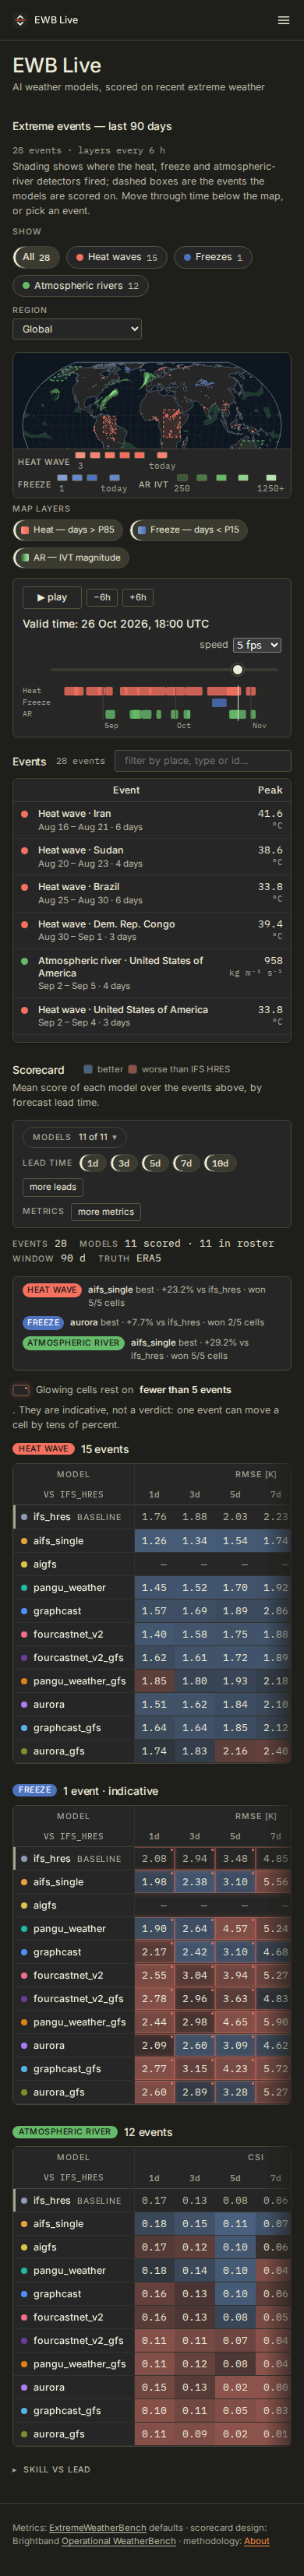 EWB Live
EWB Live
AI weather models, scored on recent extreme weather
Extreme events — last 90 days
28 events · layers every 6 h
Shading shows where the heat, freeze and atmospheric-
river detectors fired; dashed boxes are the events the
models are scored on. Move through time below the map,
or pick an event.
SHOW
All 28
Heat waves 15
Freezes 1
Atmospheric rivers 12
REGION
Global
HEAT WAVE
3 today
FREEZE
1 today
AR IVT
250 1250+
MAP LAYERS
Heat — days > P85
Freeze — days < P15
AR — IVT magnitude
▶ play −6h +6h
Valid time: 26 Oct 2026, 18:00 UTC
speed 5 fps
Heat
Freeze
AR
Sep Oct Nov
Events 28 events filter by place, type or id…
Event Peak
Heat wave · Iran 41.6
Aug 16 – Aug 21 · 6 days °C
Heat wave · Sudan 38.6
Aug 20 – Aug 23 · 4 days °C
Heat wave · Brazil 33.8
Aug 25 – Aug 30 · 6 days °C
Heat wave · Dem. Rep. Congo 39.4
Aug 30 – Sep 1 · 3 days °C
Atmospheric river · United States of 958
America kg m⁻¹ s⁻¹
Sep 2 – Sep 5 · 4 days
Heat wave · United States of America 33.8
Sep 2 – Sep 4 · 3 days °C
Scorecard better worse than IFS HRES
Mean score of each model over the events above, by
forecast lead time.
MODELS 11 of 11 ▾
LEAD TIME 1d 3d 5d 7d 10d
more leads
METRICS more metrics
EVENTS 28 MODELS 11 scored · 11 in roster
WINDOW 90 d TRUTH ERA5
HEAT WAVE aifs_single best · +23.2% vs ifs_hres · won
5/5 cells
FREEZE aurora best · +7.7% vs ifs_hres · won 2/5 cells
ATMOSPHERIC RIVER aifs_single best · +29.2% vs
ifs_hres · won 5/5 cells
Glowing cells rest on fewer than 5 events
. They are indicative, not a verdict: one event can move a
cell by tens of percent.
HEAT WAVE 15 events
MODEL RMSE [K]
VS IFS_HRES 1d 3d 5d 7d
ifs_hres BASELINE 1.76 1.88 2.03 2.23
aifs_single 1.26 1.34 1.54 1.74
aigfs — — — —
pangu_weather 1.45 1.52 1.70 1.92
graphcast 1.57 1.69 1.89 2.06
fourcastnet_v2 1.40 1.58 1.75 1.88
fourcastnet_v2_gfs 1.62 1.61 1.72 1.89
pangu_weather_gfs 1.85 1.80 1.93 2.18
aurora 1.51 1.62 1.84 2.10
graphcast_gfs 1.64 1.64 1.85 2.12
aurora_gfs 1.74 1.83 2.16 2.40
FREEZE 1 event · indicative
MODEL RMSE [K]
VS IFS_HRES 1d 3d 5d 7d
ifs_hres BASELINE 2.08 2.94 3.48 4.85
aifs_single 1.98 2.38 3.10 5.56
aigfs — — — —
pangu_weather 1.90 2.64 4.57 5.24
graphcast 2.17 2.42 3.10 4.68
fourcastnet_v2 2.55 3.04 3.94 5.27
fourcastnet_v2_gfs 2.78 2.96 3.63 4.83
pangu_weather_gfs 2.44 2.98 4.65 5.90
aurora 2.09 2.60 3.09 4.62
graphcast_gfs 2.77 3.15 4.23 5.72
aurora_gfs 2.60 2.89 3.28 5.27
ATMOSPHERIC RIVER 12 events
MODEL CSI
VS IFS_HRES 1d 3d 5d 7d
ifs_hres BASELINE 0.17 0.13 0.08 0.06
aifs_single 0.18 0.15 0.11 0.07
aigfs 0.17 0.12 0.10 0.06
pangu_weather 0.18 0.14 0.10 0.04
graphcast 0.16 0.13 0.10 0.06
fourcastnet_v2 0.16 0.13 0.08 0.05
fourcastnet_v2_gfs 0.11 0.11 0.07 0.04
pangu_weather_gfs 0.11 0.12 0.08 0.04
aurora 0.15 0.13 0.02 0.00
graphcast_gfs 0.10 0.11 0.05 0.03
aurora_gfs 0.11 0.09 0.02 0.01
▸ SKILL VS LEAD
Metrics: ExtremeWeatherBench defaults · scorecard design:
Brightband Operational WeatherBench · methodology: About